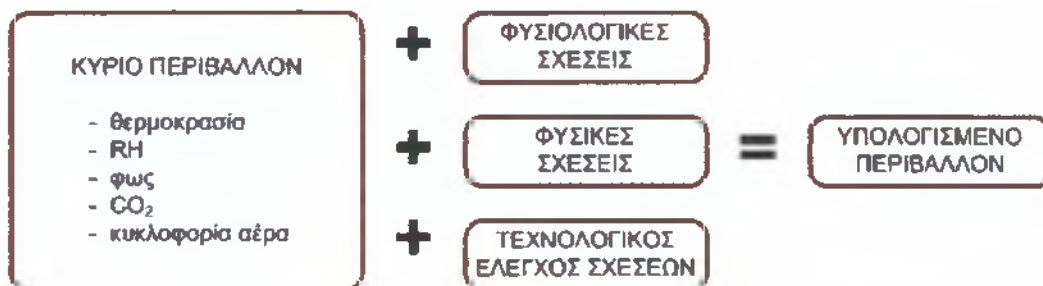 ΚΥΡΙΟ ΠΕΡΙΒΑΛΛΟΝ
- θερμοκρασία
- RH
- φως
- CO₂
- κυκλοφορία αέρα
+
ΦΥΣΙΟΛΟΓΙΚΕΣ
ΣΧΕΣΕΙΣ
+
ΦΥΣΙΚΕΣ
ΣΧΕΣΕΙΣ
+
ΤΕΧΝΟΛΟΓΙΚΟΣ
ΕΛΕΓΧΟΣ ΣΧΕΣΕΩΝ
=
ΥΠΟΛΟΓΙΣΜΕΝΟ
ΠΕΡΙΒΑΛΛΟΝ